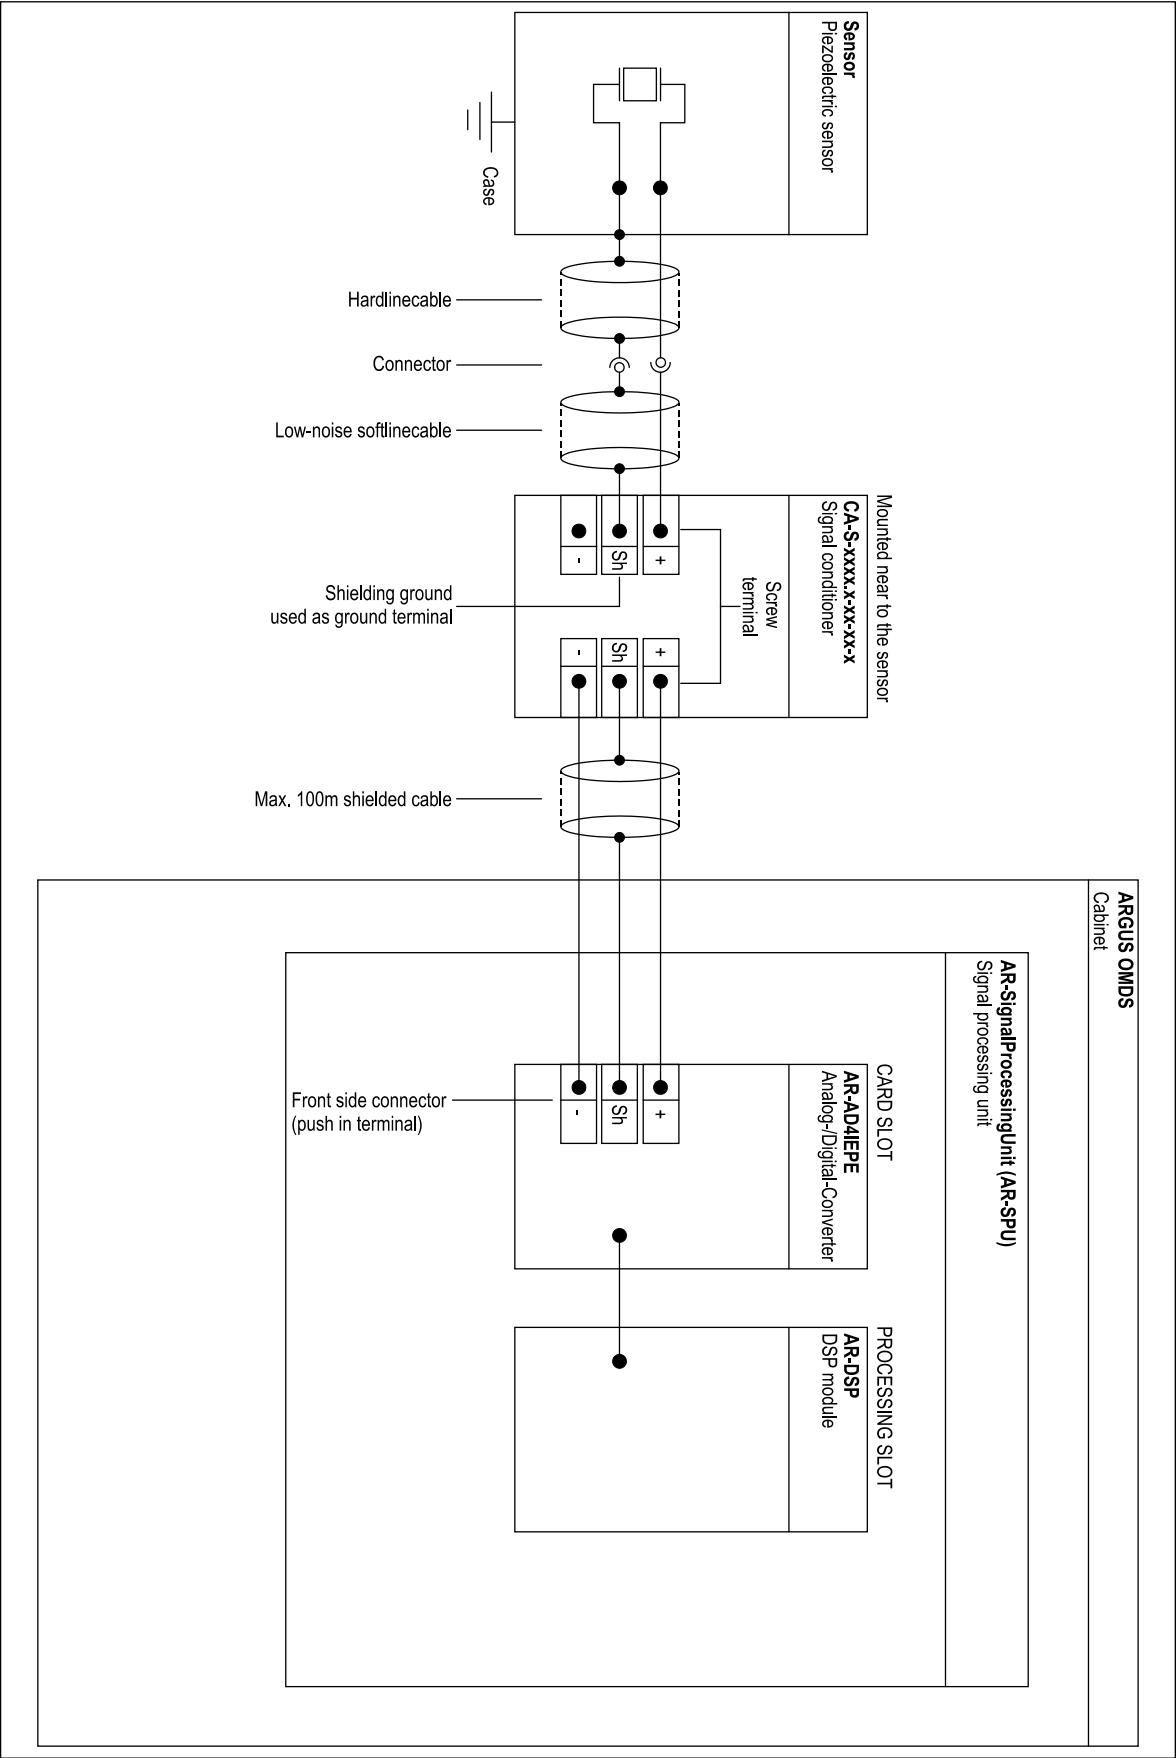 Sensor
Piezoelectric sensor
Case
Hardlinecable
Connector
Low-noise softlinecable
Mounted near to the sensor
CA-S-xxxx.x-xx-xx-x
Signal conditioner
Screw
terminal
-
Sh
+
Shielding ground
used as ground terminal
-
Sh
+
Max. 100m shielded cable
ARGUS OMDS
Cabinet
AR-SignalProcessingUnit (AR-SPU)
Signal processing unit
CARD SLOT
AR-AD4IEPE
Analog-/Digital-Converter
-
Sh
+
Front side connector
(push in terminal)
PROCESSING SLOT
AR-DSP
DSP module